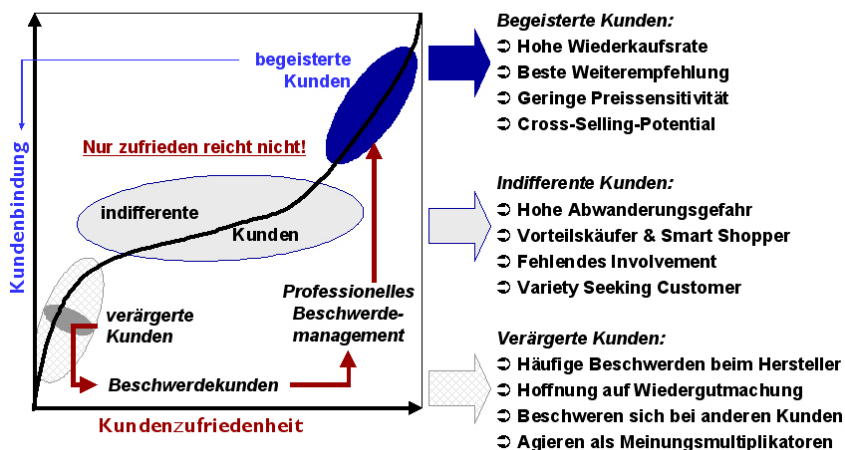 begeisterte
Kunden
Nur zufrieden reicht nicht!
indifferente
Kunden
verärgerte
Kunden
Professionelles
Beschwerde-
management
Beschwerdekunden
Kundenbindung
Kundenzufriedenheit
Begeisterte Kunden:
➲ Hohe Wiederkaufsrate
➲ Beste Weiterempfehlung
➲ Geringe Preissensitivität
➲ Cross-Selling-Potential
Indifferente Kunden:
➲ Hohe Abwanderungsgefahr
➲ Vorteilskäufer & Smart Shopper
➲ Fehlendes Involvement
➲ Variety Seeking Customer
Verärgerte Kunden:
➲ Häufige Beschwerden beim Hersteller
➲ Hoffnung auf Wiedergutmachung
➲ Beschweren sich bei anderen Kunden
➲ Agieren als Meinungsmultiplikatoren